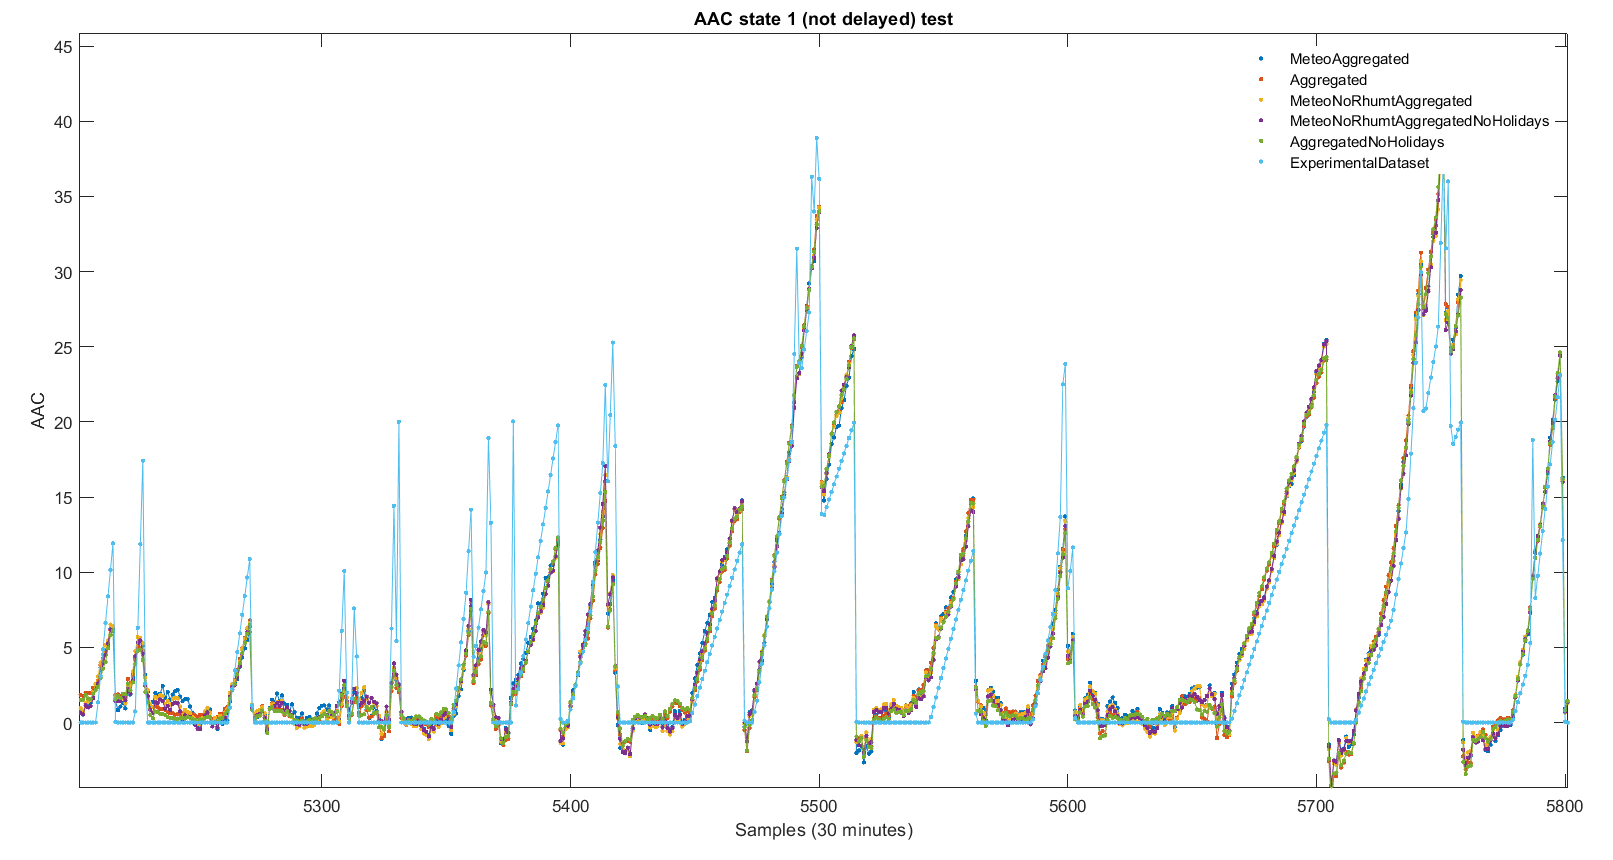 AAC state 1 (not delayed) test
MeteoAggregated
Aggregated
MeteoNoRhumtAggregated
MeteoNoRhumtAggregatedNoHolidays
AggregatedNoHolidays
ExperimentalDataset
45
40
35
30
25
20
15
10
5
0
AAC
5300
5400
5500
5600
5700
5800
Samples (30 minutes)